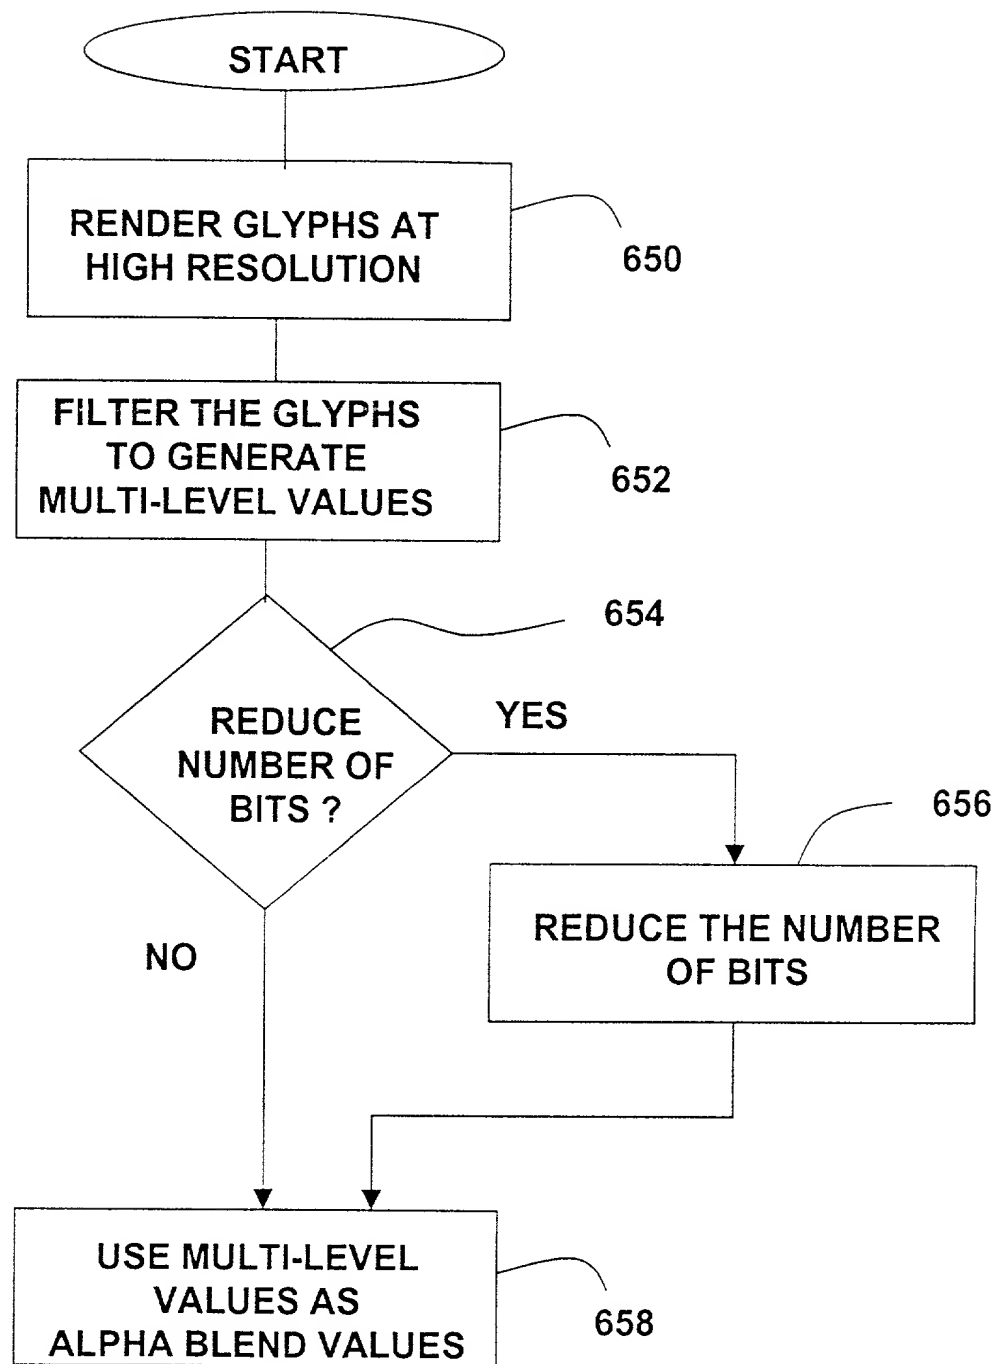 START
RENDER GLYPHS AT
HIGH RESOLUTION
650
FILTER THE GLYPHS
TO GENERATE
MULTI-LEVEL VALUES
652
654
REDUCE
NUMBER OF
BITS ?
YES
656
REDUCE THE NUMBER
OF BITS
NO
USE MULTI-LEVEL
VALUES AS
ALPHA BLEND VALUES
658